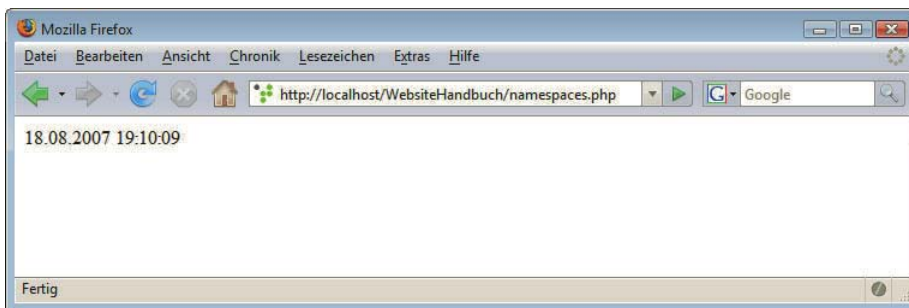 Mozilla Firefox
Datei Bearbeiten Ansicht Chronik Lesezeichen Extras Hilfe
http://localhost/WebsiteHandbuch/namespaces.php G Google
18.08.2007 19:10:09
Fertig